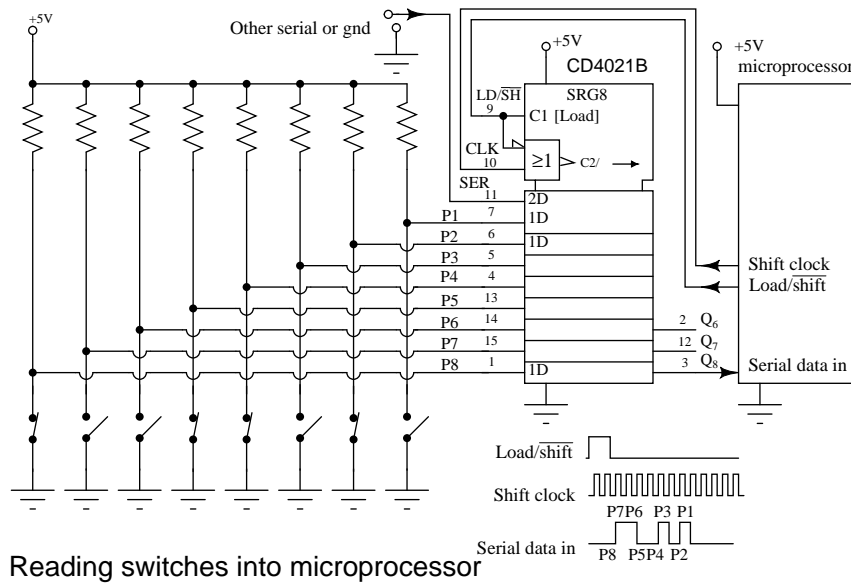 +5V
Other serial or gnd
+5V
CD4021B
+5V
microprocessor
LD/SH
9
SRG8
C1 [Load]
CLK
10
≥1
C2/
SER
11
2D
P1
7
1D
P2
6
1D
P3
5
P4
4
P5
13
P6
14
P7
15
P8
1
1D
Shift clock
Load/shift
2
Q6
12
Q7
3
Q8
Serial data in
Load/shift
Shift clock
P7P6 P3 P1
Serial data in
P8 P5P4 P2
Reading switches into microprocessor